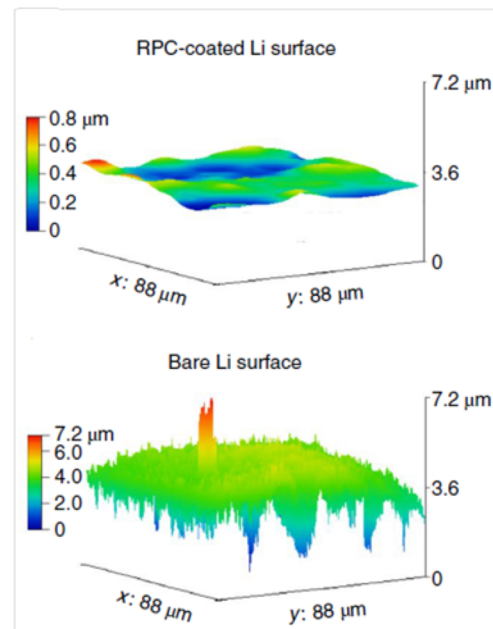 RPC-coated Li surface
7.2 μm
0.8 μm
0.6
0.4
0.2
0
3.6
0
x: 88 μm
y: 88 μm
Bare Li surface
7.2 μm
7.2 μm
6.0
4.0
2.0
0
3.6
0
x: 88 μm
y: 88 μm